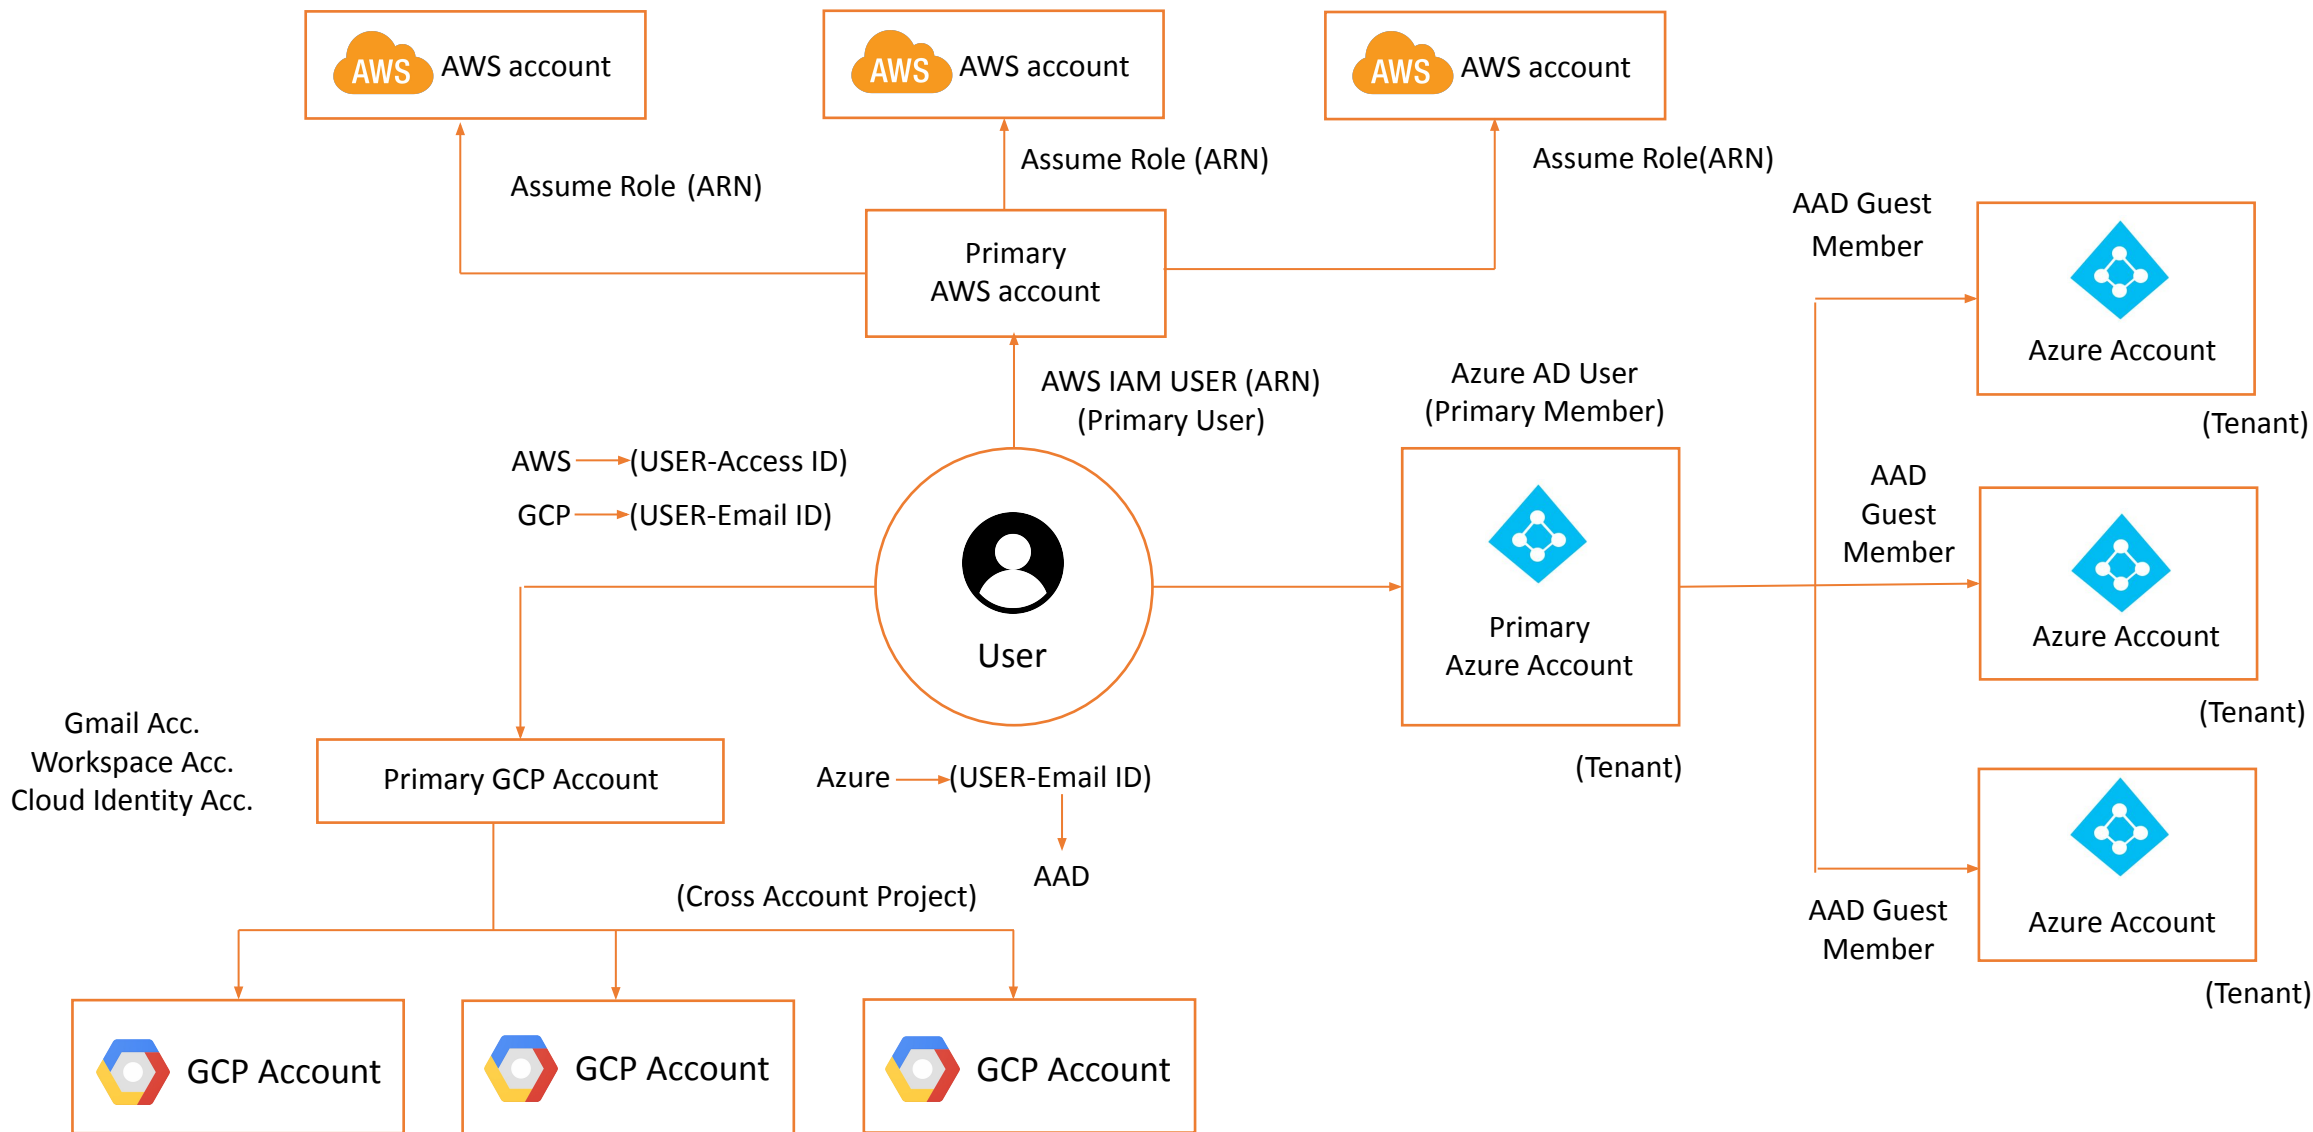 AWS
AWS account
AWS
AWS account
AWS
AWS account
Assume Role (ARN)
Assume Role (ARN)
Assume Role(ARN)
Primary
AWS account
AAD Guest
Member
Azure Account
(Tenant)
AWS IAM USER (ARN)
(Primary User)
Azure AD User
(Primary Member)
AWS
(USER-Access ID)
GCP
(USER-Email ID)
User
Primary
Azure Account
(Tenant)
AAD
Guest
Member
Azure Account
(Tenant)
Gmail Acc.
Workspace Acc.
Cloud Identity Acc.
Primary GCP Account
Azure
(USER-Email ID)
AAD
(Cross Account Project)
AAD Guest
Member
Azure Account
(Tenant)
GCP Account
GCP Account
GCP Account